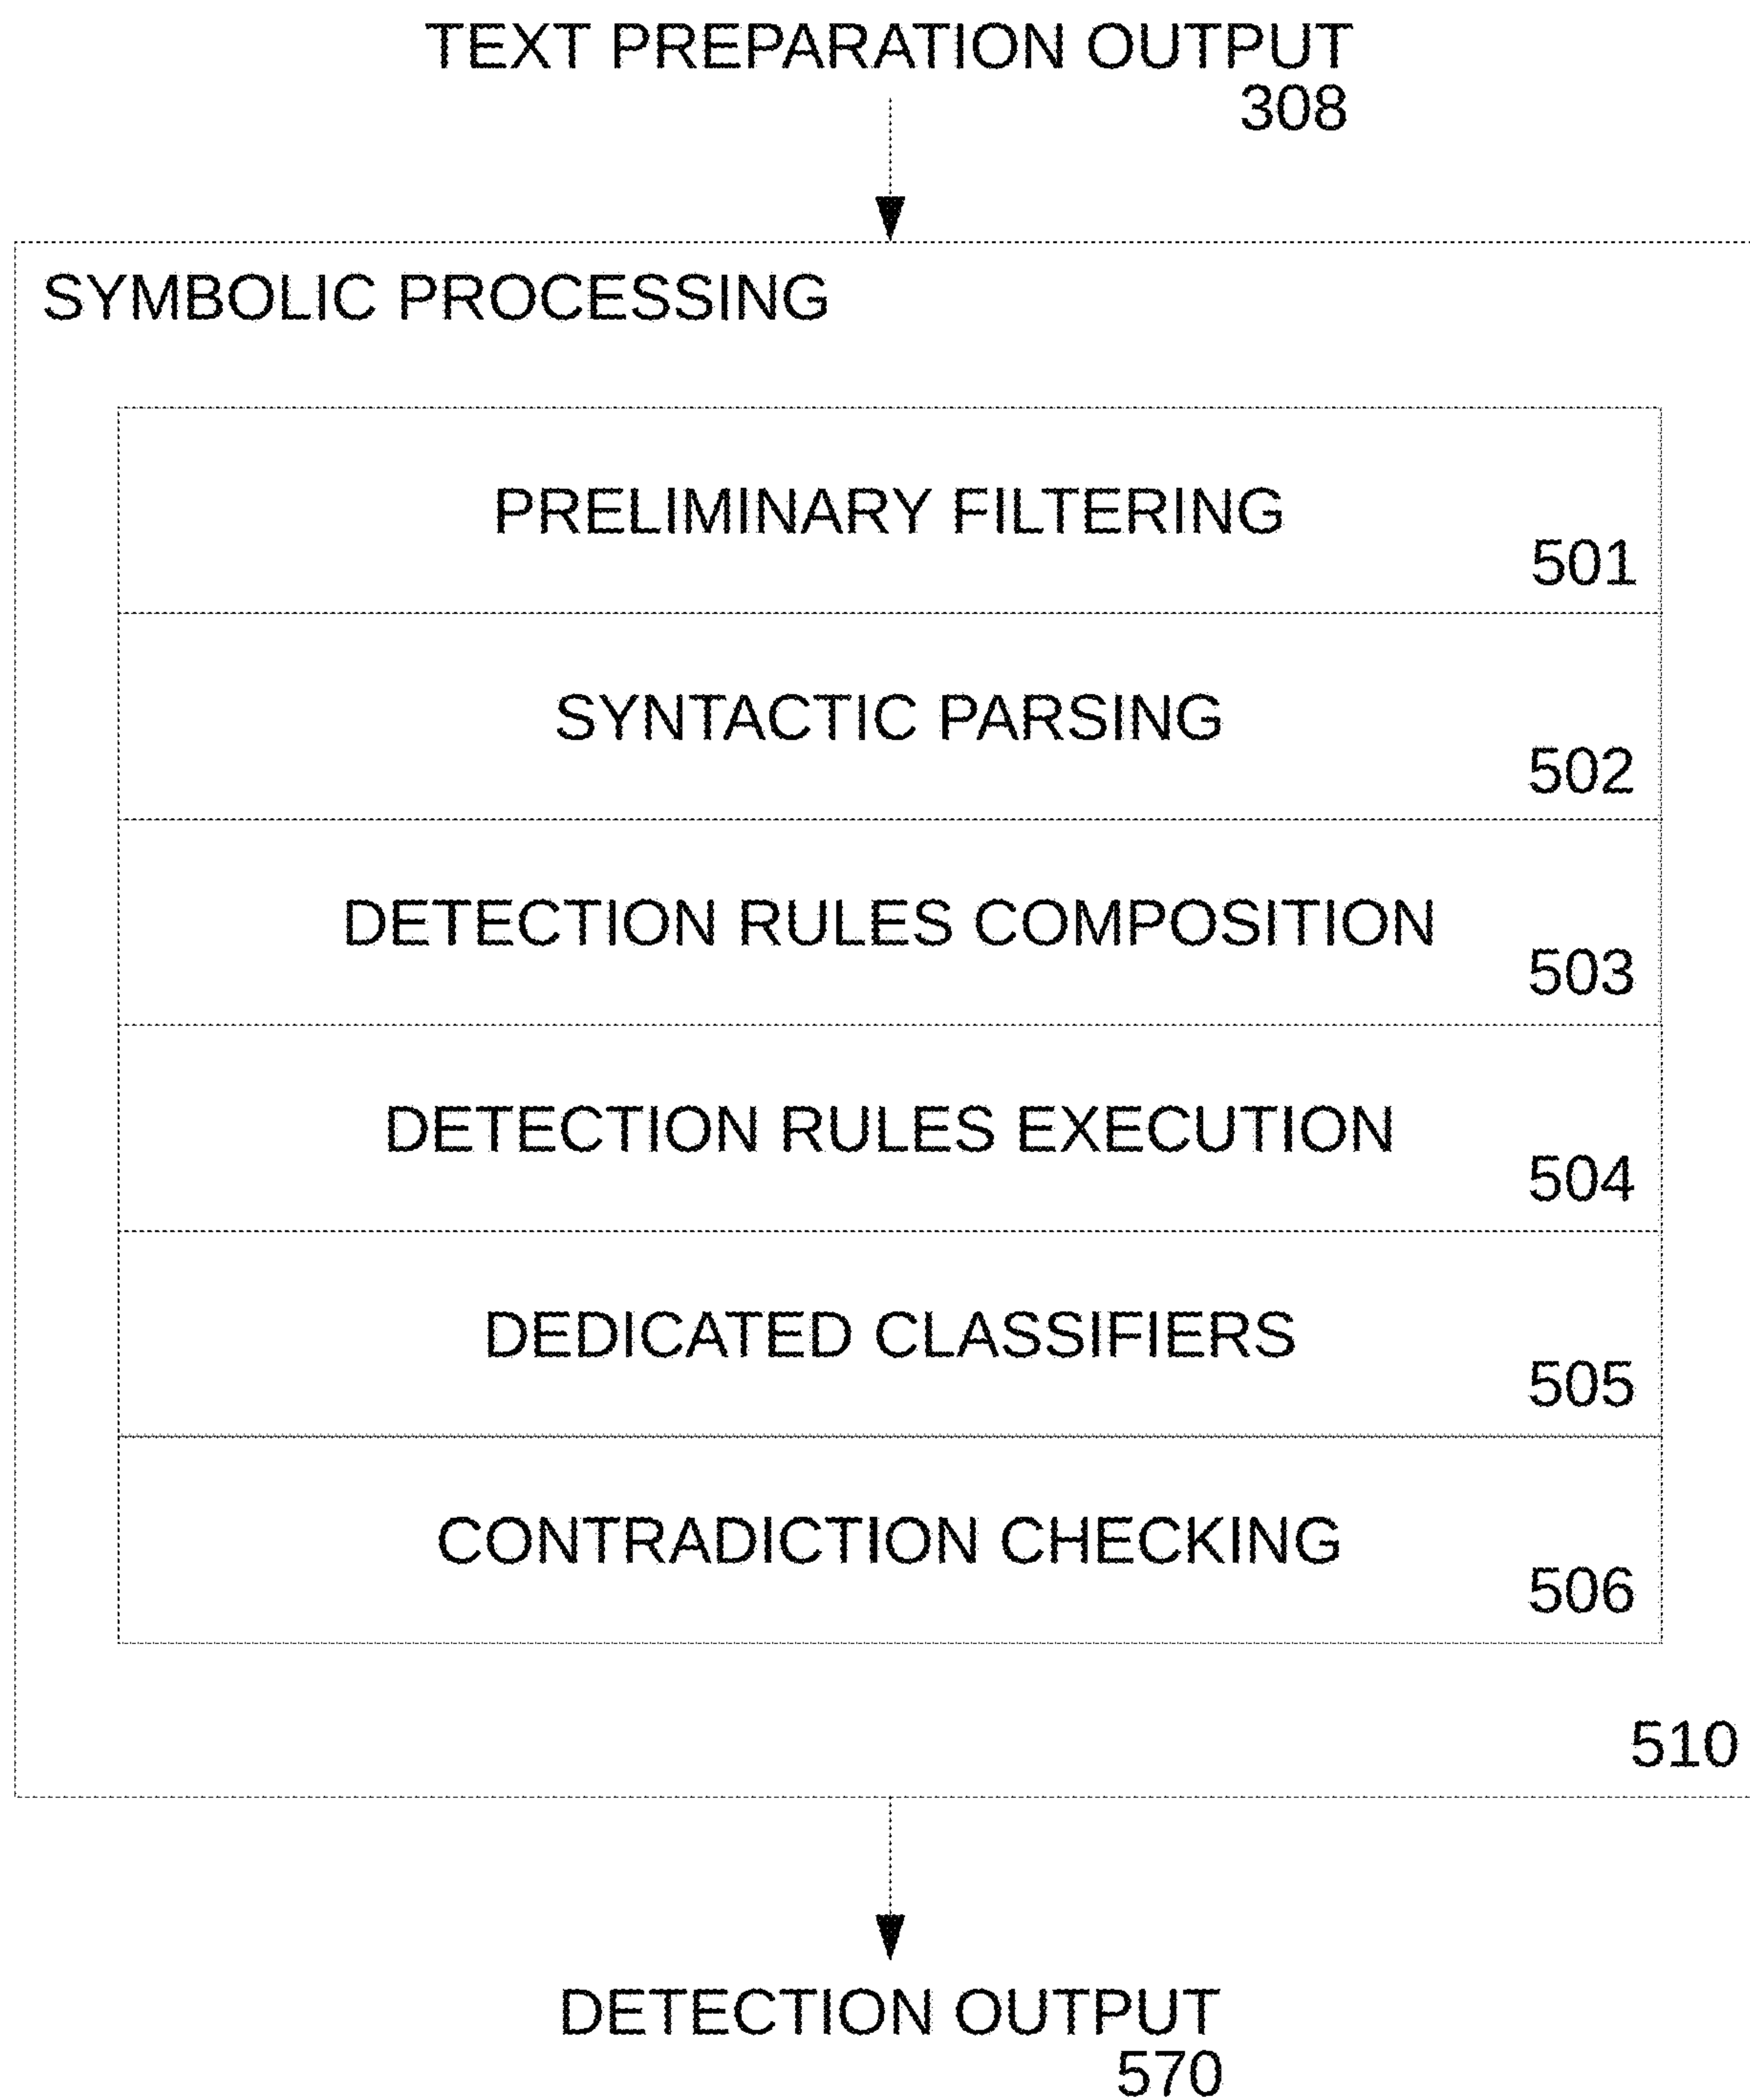 TEXT PREPARATION OUTPUT
308
SYMBOLIC PROCESSING
PRELIMINARY FILTERING
501
SYNTACTIC PARSING
502
DETECTION RULES COMPOSITION
503
DETECTION RULES EXECUTION
504
DEDICATED CLASSIFIERS
505
CONTRADICTION CHECKING
506
510
DETECTION OUTPUT
570